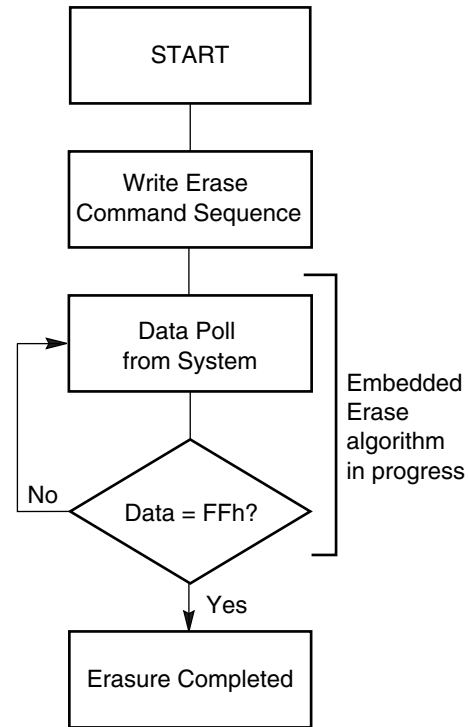 START
Write Erase
Command Sequence
Data Poll
from System
Embedded
Erase
algorithm
in progress
No
Data = FFh?
Yes
Erasure Completed